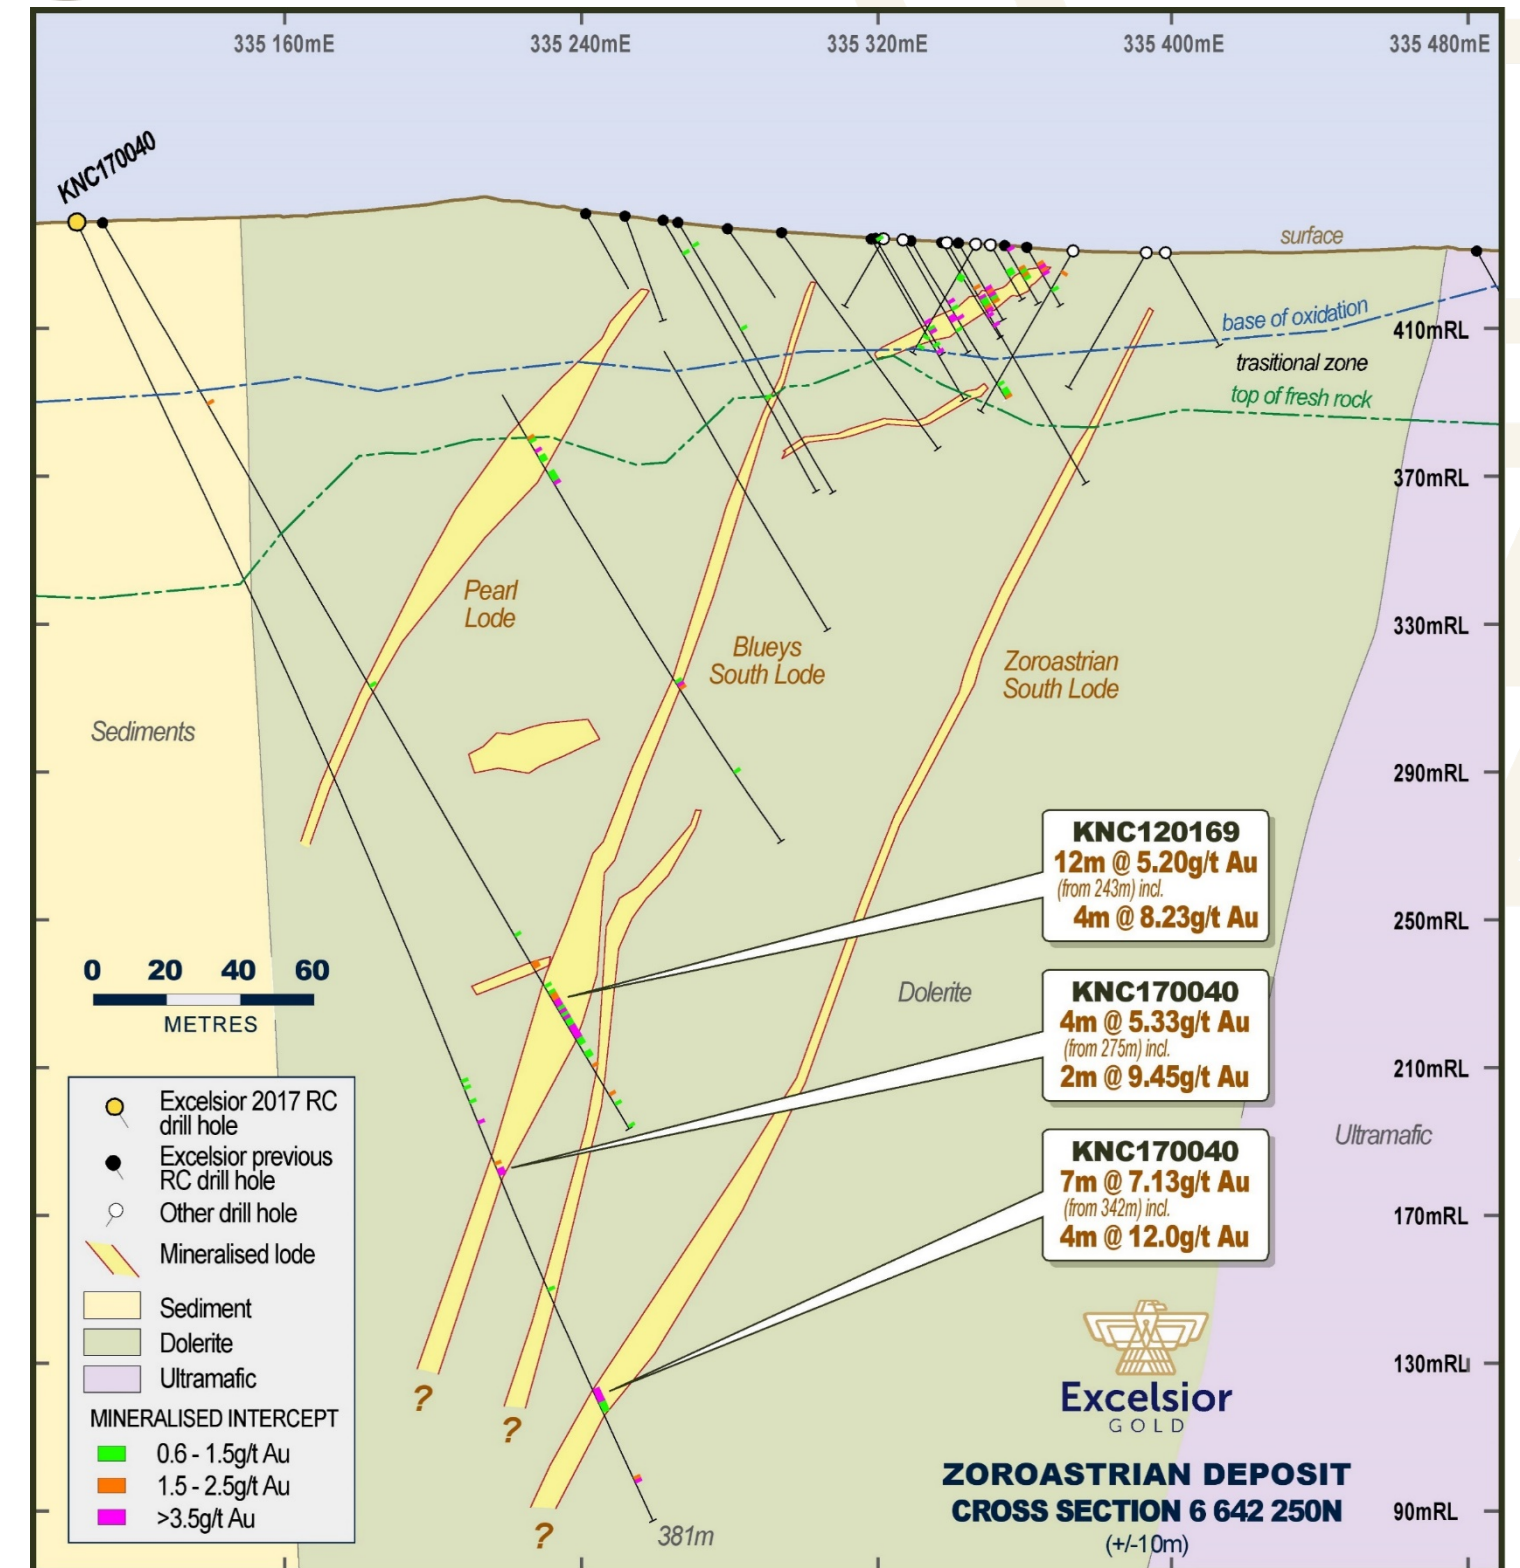 335 160mE
335 240mE
335 320mE
335 400mE
335 480mE
KNC170040
surface
base of oxidation
410mRL
trasitional zone
top of fresh rock
370mRL
Pearl
Lode
330mRL
Blueys
South Lode
Zoroastrian
South Lode
Sediments
290mRL
KNC120169
12m @ 5.20g/t Au
(from 243m) incl.
4m @ 8.23g/t Au
250mRL
0 20 40 60
METRES
Dolerite
KNC170040
4m @ 5.33g/t Au
(from 275m) incl.
2m @ 9.45g/t Au
210mRL
Ultramafic
KNC170040
7m @ 7.13g/t Au
(from 342m) incl.
4m @ 12.0g/t Au
170mRL
Excelsior 2017 RC
drill hole
Excelsior previous
RC drill hole
Other drill hole
Mineralised lode
Sediment
Dolerite
Ultramafic
MINERALISED INTERCEPT
0.6 - 1.5g/t Au
1.5 - 2.5g/t Au
>3.5g/t Au
130mRL
?
?
?
381m
Excelsior
GOLD
ZOROASTRIAN DEPOSIT
CROSS SECTION 6 642 250N
(+/-10m)
90mRL